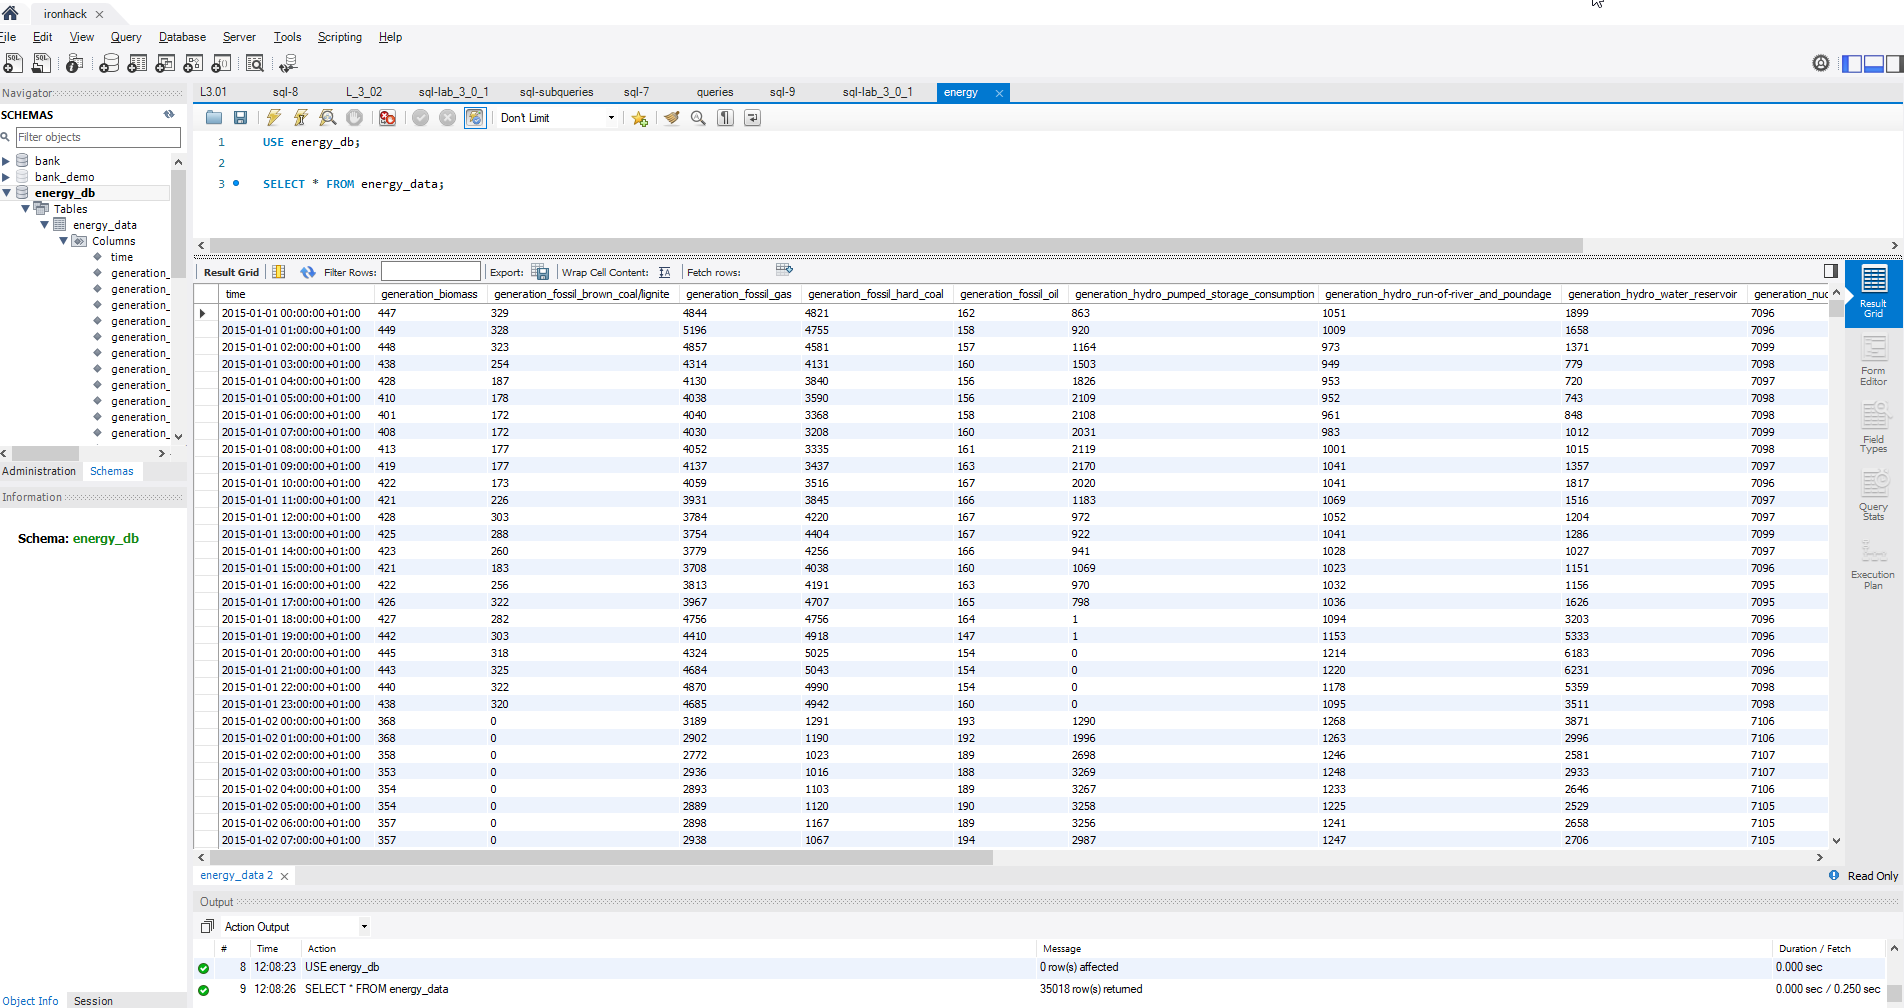 ironhack
File Edit View Query Database Server Tools Scripting Help
Navigator
SCHEMAS
Filter objects
bank
bank_demo
energy_db
Tables
energy_data
Columns
time
generation_
generation_
generation_
generation_
generation_
generation_
generation_
generation_
generation_
generation_
generation_
Administration Schemas
Information
Schema: energy_db
Object Info Session
L3.01 sql-8 L_3_02 sql-lab_3_0_1 sql-subqueries sql-7 queries sql-9 sql-lab_3_0_1 energy
Don't Limit
1 USE energy_db;
2
3 SELECT * FROM energy_data;
Result Grid Filter Rows: Export: Wrap Cell Content: Fetch rows:
time generation_biomass generation_fossil_brown_coal/lignite generation_fossil_gas generation_fossil_hard_coal generation_fossil_oil generation_hydro_pumped_storage_consumption generation_hydro_run-of-river_and_poundage generation_hydro_water_reservoir generation_nuc
2015-01-01 00:00:00+01:00 447 329 4844 4821 162 863 1051 1899 7096
2015-01-01 01:00:00+01:00 449 328 5196 4755 158 920 1009 1658 7096
2015-01-01 02:00:00+01:00 448 323 4857 4581 157 1164 973 1371 7099
2015-01-01 03:00:00+01:00 438 254 4314 4131 160 1503 949 779 7098
2015-01-01 04:00:00+01:00 428 187 4130 3840 156 1826 953 720 7097
2015-01-01 05:00:00+01:00 410 178 4038 3590 156 2109 952 743 7098
2015-01-01 06:00:00+01:00 401 172 4040 3368 158 2108 961 848 7098
2015-01-01 07:00:00+01:00 408 172 4030 3208 160 2031 983 1012 7099
2015-01-01 08:00:00+01:00 413 177 4052 3335 161 2119 1001 1015 7098
2015-01-01 09:00:00+01:00 419 177 4137 3437 163 2170 1041 1357 7097
2015-01-01 10:00:00+01:00 422 173 4059 3516 167 2020 1041 1817 7096
2015-01-01 11:00:00+01:00 421 226 3931 3845 166 1183 1069 1516 7097
2015-01-01 12:00:00+01:00 428 303 3784 4220 167 972 1052 1204 7097
2015-01-01 13:00:00+01:00 425 288 3754 4404 167 922 1041 1286 7099
2015-01-01 14:00:00+01:00 423 260 3779 4256 166 941 1028 1027 7097
2015-01-01 15:00:00+01:00 421 183 3708 4038 160 1069 1023 1151 7096
2015-01-01 16:00:00+01:00 422 256 3813 4191 163 970 1032 1156 7095
2015-01-01 17:00:00+01:00 426 322 3967 4707 165 798 1036 1626 7095
2015-01-01 18:00:00+01:00 427 282 4756 4756 164 1 1094 3203 7096
2015-01-01 19:00:00+01:00 442 303 4410 4918 147 1 1153 5333 7096
2015-01-01 20:00:00+01:00 445 318 4324 5025 154 0 1214 6183 7096
2015-01-01 21:00:00+01:00 443 325 4684 5043 154 0 1220 6231 7096
2015-01-01 22:00:00+01:00 440 322 4870 4990 154 0 1178 5359 7098
2015-01-01 23:00:00+01:00 438 320 4685 4942 160 0 1095 3511 7098
2015-01-02 00:00:00+01:00 368 0 3189 1291 193 1290 1268 3871 7106
2015-01-02 01:00:00+01:00 368 0 2902 1190 192 1996 1263 2996 7106
2015-01-02 02:00:00+01:00 358 0 2772 1023 189 2698 1246 2581 7107
2015-01-02 03:00:00+01:00 353 0 2936 1016 188 3269 1248 2933 7107
2015-01-02 04:00:00+01:00 354 0 2893 1103 189 3267 1233 2646 7106
2015-01-02 05:00:00+01:00 354 0 2889 1120 190 3258 1225 2529 7105
2015-01-02 06:00:00+01:00 357 0 2898 1167 189 3256 1241 2658 7105
2015-01-02 07:00:00+01:00 357 0 2938 1067 194 2987 1247 2706 7105
Result
Grid
Form
Editor
Field
Types
Query
Stats
Execution
Plan
energy_data 2
Read Only
Output
Action Output
# Time Action Message Duration / Fetch
8 12:08:23 USE energy_db 0 row(s) affected 0.000 sec
9 12:08:26 SELECT * FROM energy_data 35018 row(s) returned 0.000 sec / 0.250 sec